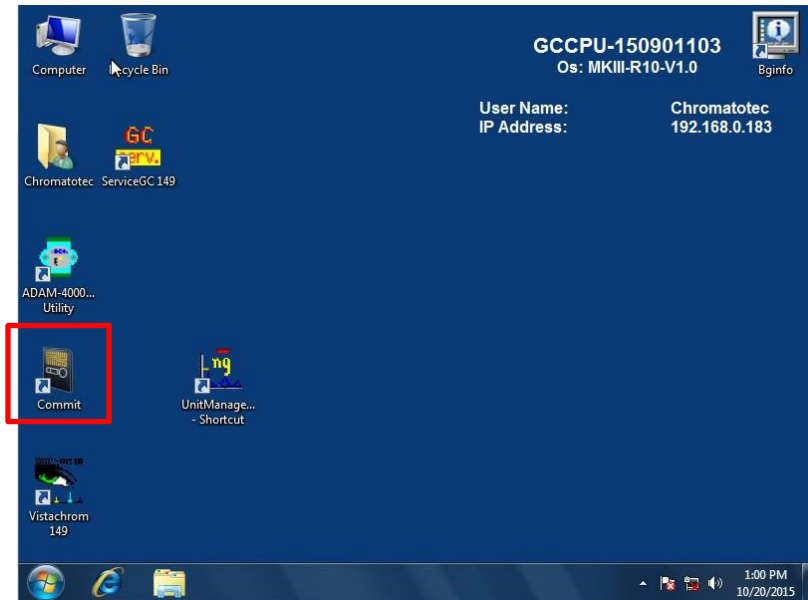 GCCPU-150901103
Os: MKIII-R10-V1.0
User Name: Chromatotec
IP Address: 192.168.0.183
Computer
Recycle Bin
Bginfo
Chromatotec
GC
serv.
ServiceGC 149
ADAM-4000...
Utility
Commit
ng
UnitManage...
- Shortcut
Vistachrom
149
1:00 PM
10/20/2015